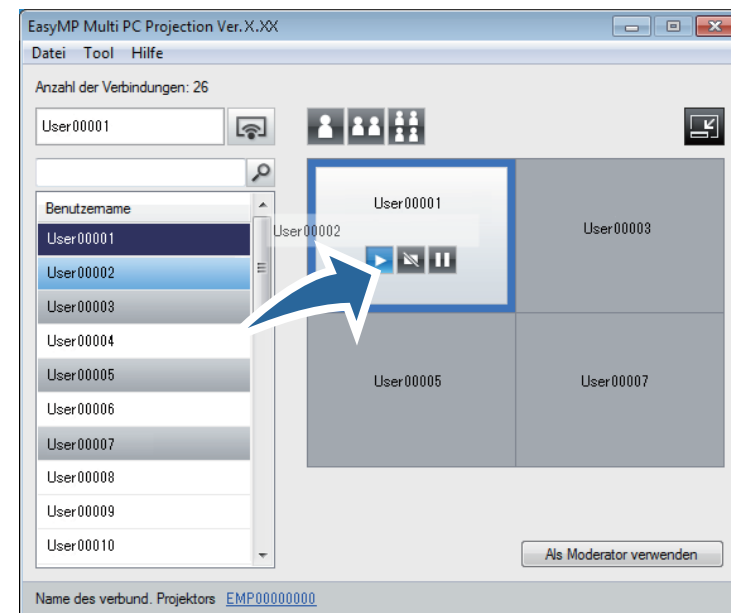 EasyMP Multi PC Projection Ver.X.XX
Datei Tool Hilfe
Anzahl der Verbindungen: 26
User00001
Benutzername
User00001
User00002
User00003
User00004
User00005
User00006
User00007
User00008
User00009
User00010
User00002
User00001
User00003
User00005
User00007
Als Moderator verwenden
Name des verbund. Projektors EMP00000000